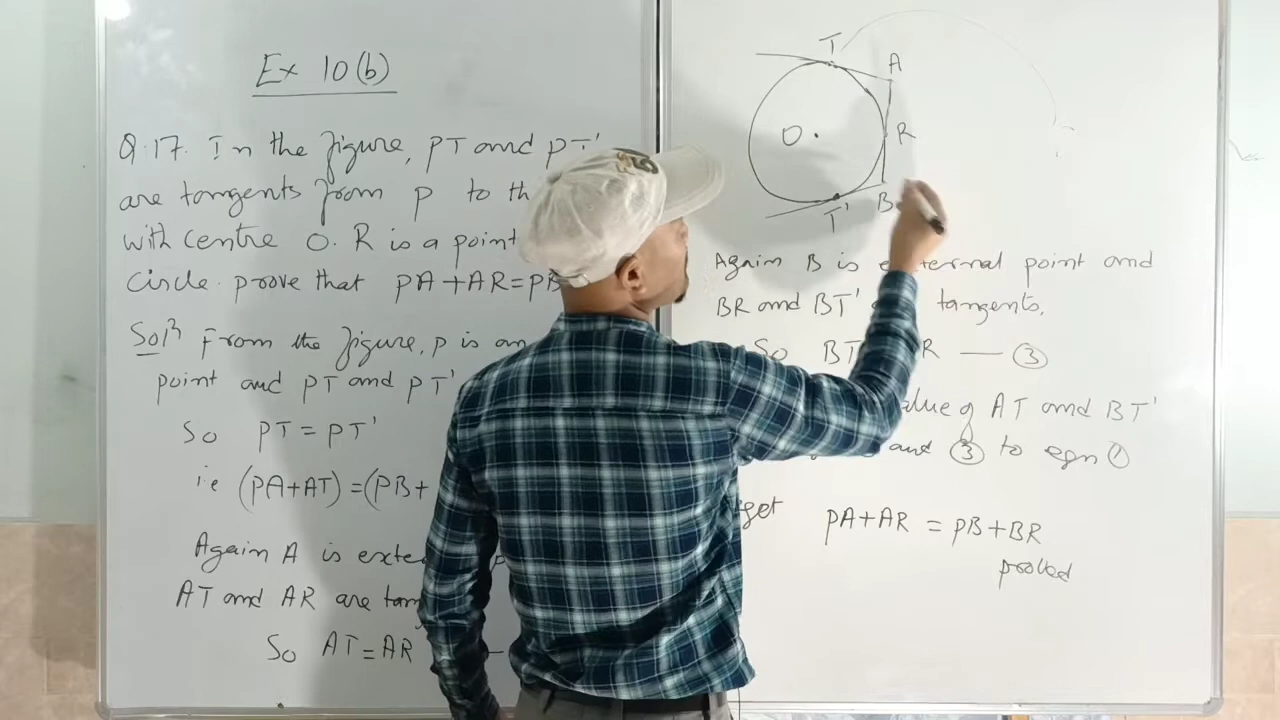 Ex 10(b)
Q.17. In the figure, PT and PT'
are tangents from P to th
with centre O. R is a point
Circle. prove that PA+AR=PB
Solⁿ From the figure, P is an
point and PT and PT'
So PT = PT'
i.e (PA+AT) = (PB+
Again A is exte
AT and AR are tan
So AT = AR
T
A
O
R
B
T'
Again B is external point and
BR and BT' tangents.
So BT R — ③
value of AT and BT'
and ③ to eqn ①
get PA+AR = PB+BR
proved